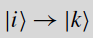 |i⟩ → |k⟩